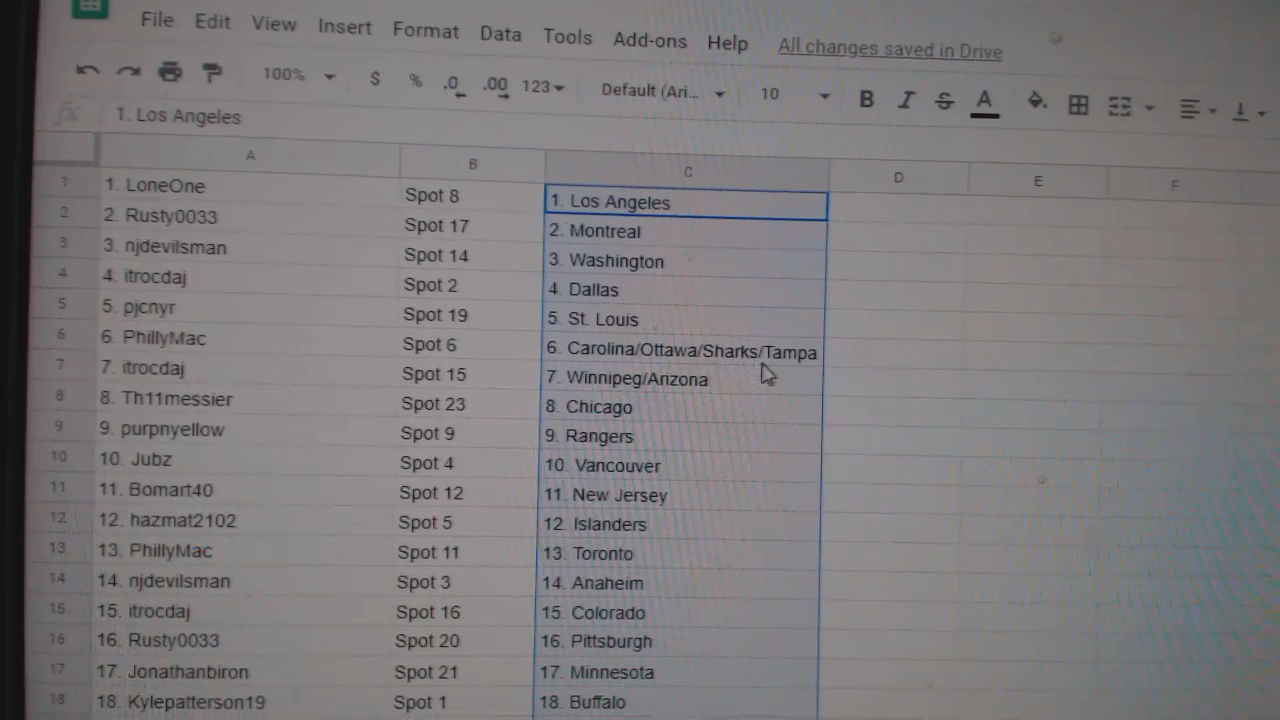 File Edit View Insert Format Data Tools Add-ons Help All changes saved in Drive
100% $ % .0 .00 123 Default (Ari... 10 B I S A
fx 1. Los Angeles
A B C D E F
1 1. LoneOne Spot 8 1. Los Angeles
2 2. Rusty0033 Spot 17 2. Montreal
3 3. njdevilsman Spot 14 3. Washington
4 4. itrocdaj Spot 2 4. Dallas
5 5. pjcnyr Spot 19 5. St. Louis
6 6. PhillyMac Spot 6 6. Carolina/Ottawa/Sharks/Tampa
7 7. itrocdaj Spot 15 7. Winnipeg/Arizona
8 8. Th11messier Spot 23 8. Chicago
9 9. purpnyellow Spot 9 9. Rangers
10 10. Jubz Spot 4 10. Vancouver
11 11. Bomart40 Spot 12 11. New Jersey
12 12. hazmat2102 Spot 5 12. Islanders
13 13. PhillyMac Spot 11 13. Toronto
14 14. njdevilsman Spot 3 14. Anaheim
15 15. itrocdaj Spot 16 15. Colorado
16 16. Rusty0033 Spot 20 16. Pittsburgh
17 17. Jonathanbiron Spot 21 17. Minnesota
18 18. Kylepatterson19 Spot 1 18. Buffalo